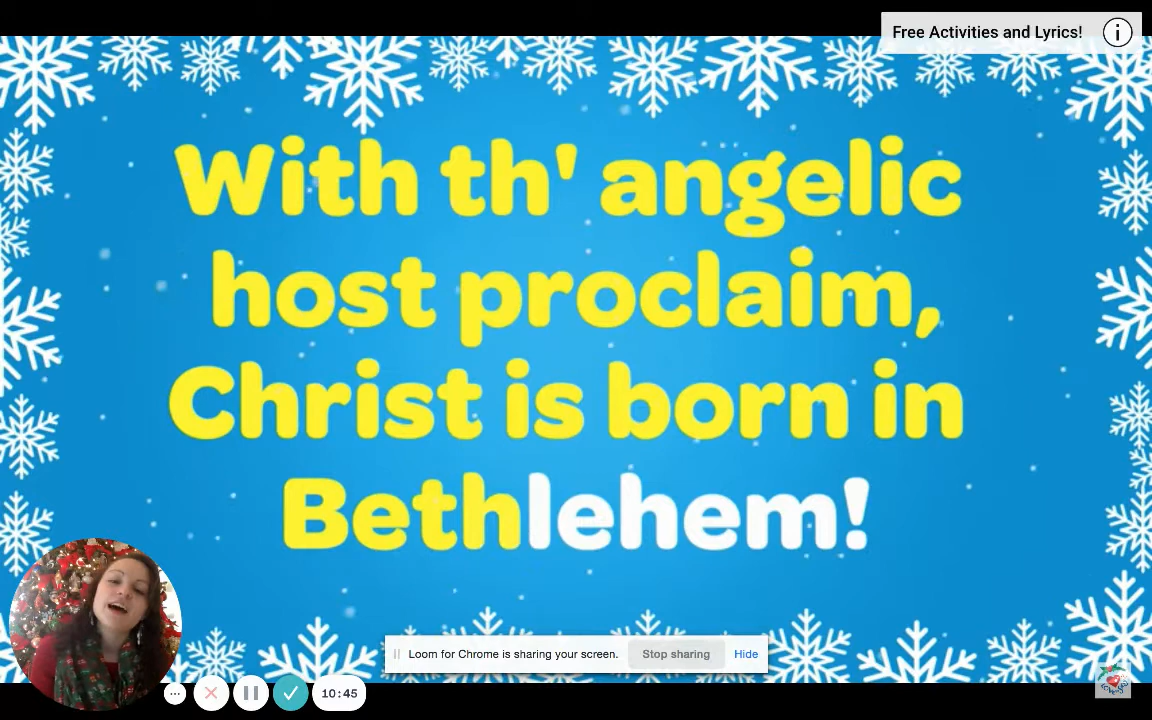 Free Activities and Lyrics!
With th' angelic
host proclaim,
Christ is born in
Bethlehem!
Loom for Chrome is sharing your screen. Stop sharing Hide
10:45